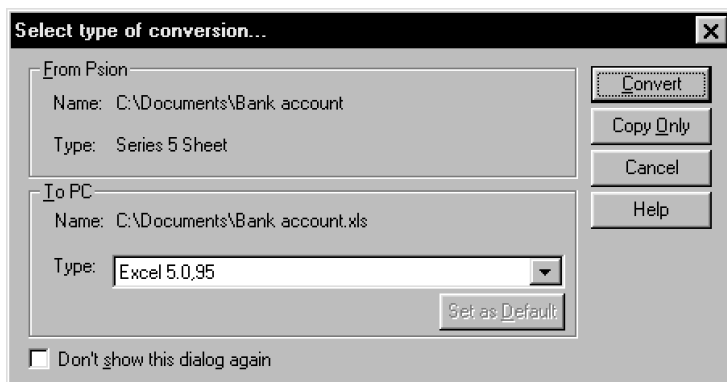 Select type of conversion...
From Psion
Name: C:\Documents\Bank account
Type: Series 5 Sheet
To PC
Name: C:\Documents\Bank account.xls
Type: Excel 5.0,95
Set as Default
Don't show this dialog again
Convert
Copy Only
Cancel
Help